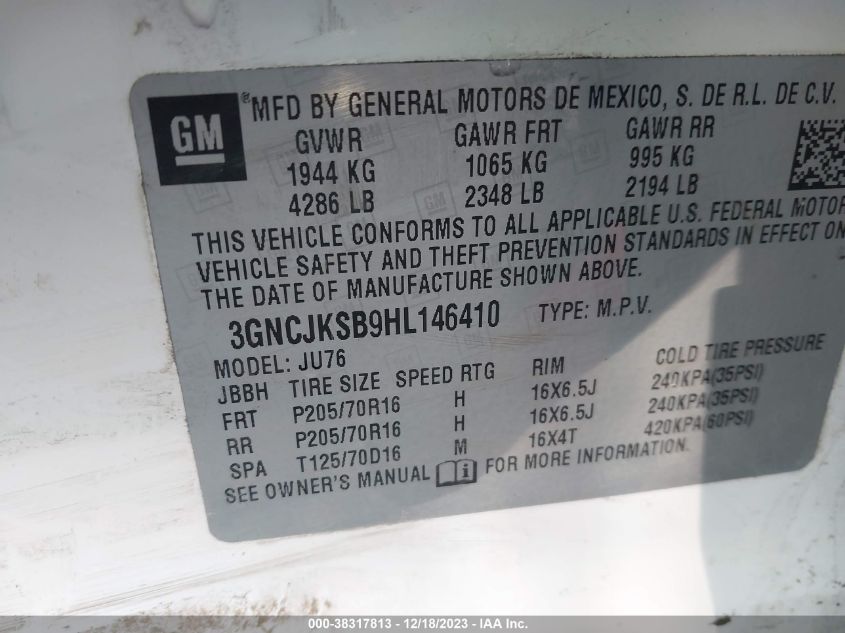 GM
® MFD BY GENERAL MOTORS DE MEXICO, S. DE R.L. DE C.V.
GVWR GAWR FRT GAWR RR
1944 KG 1065 KG 995 KG
4286 LB 2348 LB 2194 LB
THIS VEHICLE CONFORMS TO ALL APPLICABLE U.S. FEDERAL MOTOR
VEHICLE SAFETY AND THEFT PREVENTION STANDARDS IN EFFECT ON
THE DATE OF MANUFACTURE SHOWN ABOVE.
3GNCJKSB9HL146410 TYPE: M.P.V.
MODEL: JU76
JBBH TIRE SIZE SPEED RTG RIM COLD TIRE PRESSURE
FRT P205/70R16 H 16X6.5J 240KPA(35PSI)
RR P205/70R16 H 16X6.5J 240KPA(35PSI)
SPA T125/70D16 M 16X4T 420KPA(60PSI)
SEE OWNER'S MANUAL FOR MORE INFORMATION.
000-38317813 - 12/18/2023 - IAA Inc.